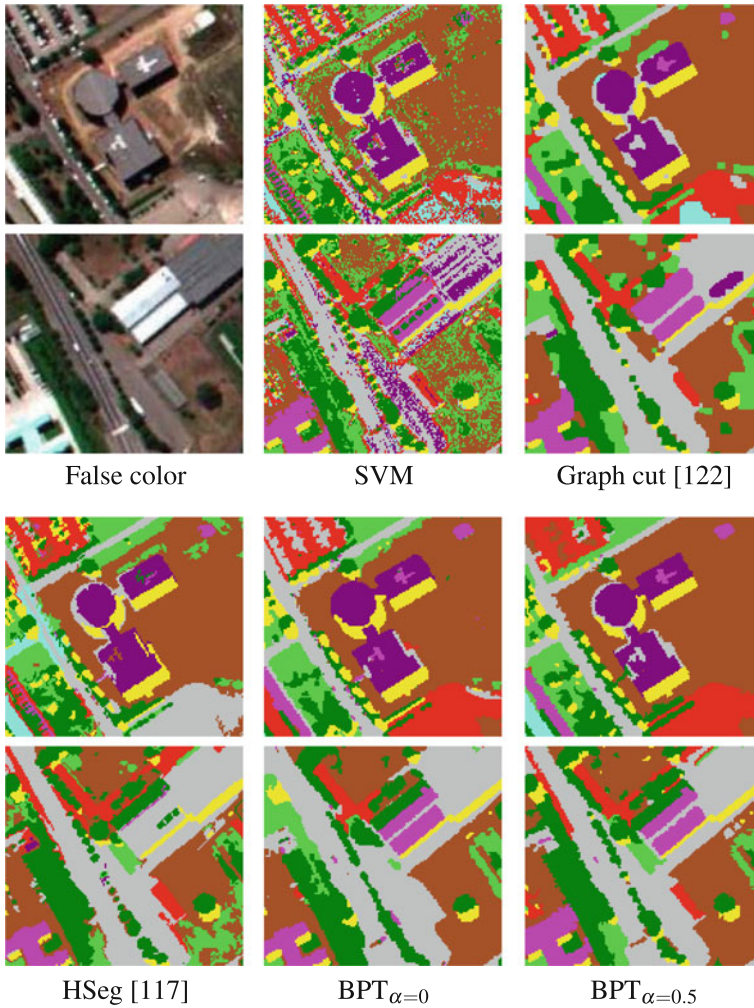 False color SVM Graph cut [122]
HSeg [117] BPTα=0 BPTα=0.5